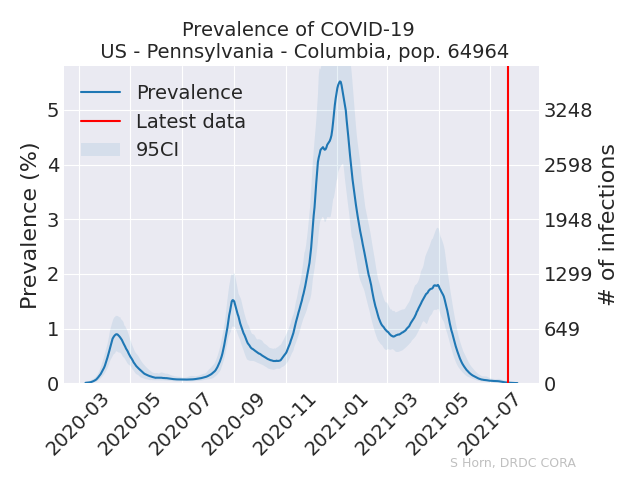 Prevalence of COVID-19
US - Pennsylvania - Columbia, pop. 64964
Prevalence
Latest data
95CI
Prevalence (%)
5
4
3
2
1
0
3248
2598
1948
1299
649
0
# of infections
2020-03
2020-05
2020-07
2020-09
2020-11
2021-01
2021-03
2021-05
2021-07
S Horn, DRDC CORA